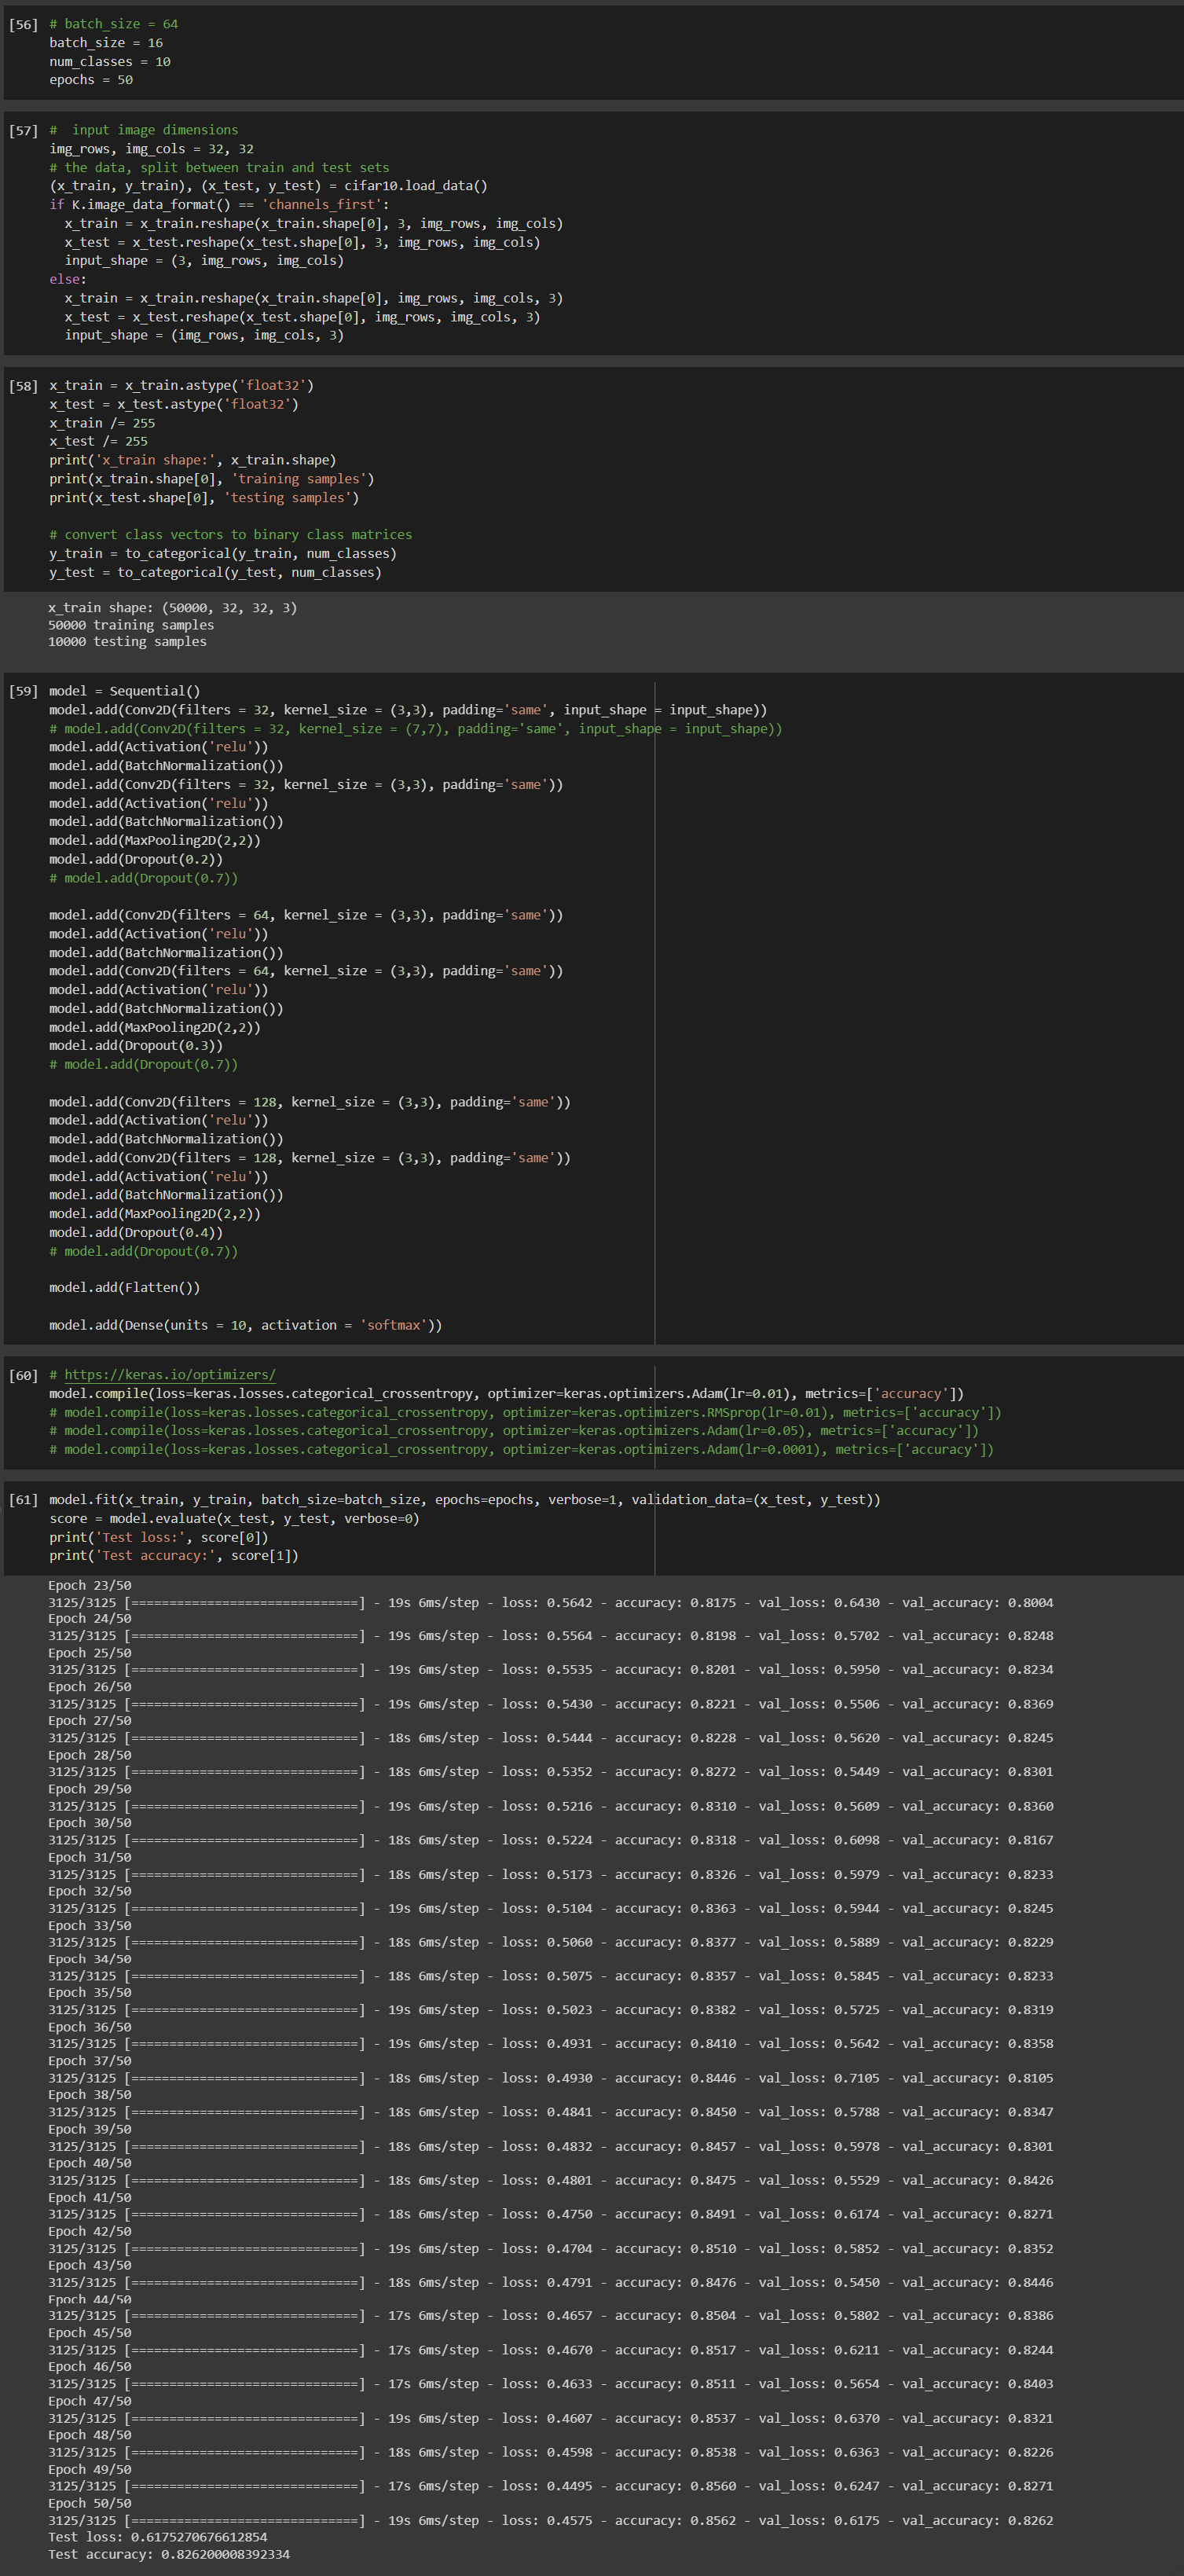 [56] # batch_size = 64
batch_size = 16
num_classes = 10
epochs = 50
[57] #  input image dimensions
img_rows, img_cols = 32, 32
# the data, split between train and test sets
(x_train, y_train), (x_test, y_test) = cifar10.load_data()
if K.image_data_format() == 'channels_first':
  x_train = x_train.reshape(x_train.shape[0], 3, img_rows, img_cols)
  x_test = x_test.reshape(x_test.shape[0], 3, img_rows, img_cols)
  input_shape = (3, img_rows, img_cols)
else:
  x_train = x_train.reshape(x_train.shape[0], img_rows, img_cols, 3)
  x_test = x_test.reshape(x_test.shape[0], img_rows, img_cols, 3)
  input_shape = (img_rows, img_cols, 3)
[58] x_train = x_train.astype('float32')
x_test = x_test.astype('float32')
x_train /= 255
x_test /= 255
print('x_train shape:', x_train.shape)
print(x_train.shape[0], 'training samples')
print(x_test.shape[0], 'testing samples')
# convert class vectors to binary class matrices
y_train = to_categorical(y_train, num_classes)
y_test = to_categorical(y_test, num_classes)
x_train shape: (50000, 32, 32, 3)
50000 training samples
10000 testing samples
[59] model = Sequential()
model.add(Conv2D(filters = 32, kernel_size = (3,3), padding='same', input_shape = input_shape))
# model.add(Conv2D(filters = 32, kernel_size = (7,7), padding='same', input_shape = input_shape))
model.add(Activation('relu'))
model.add(BatchNormalization())
model.add(Conv2D(filters = 32, kernel_size = (3,3), padding='same'))
model.add(Activation('relu'))
model.add(BatchNormalization())
model.add(MaxPooling2D(2,2))
model.add(Dropout(0.2))
# model.add(Dropout(0.7))
model.add(Conv2D(filters = 64, kernel_size = (3,3), padding='same'))
model.add(Activation('relu'))
model.add(BatchNormalization())
model.add(Conv2D(filters = 64, kernel_size = (3,3), padding='same'))
model.add(Activation('relu'))
model.add(BatchNormalization())
model.add(MaxPooling2D(2,2))
model.add(Dropout(0.3))
# model.add(Dropout(0.7))
model.add(Conv2D(filters = 128, kernel_size = (3,3), padding='same'))
model.add(Activation('relu'))
model.add(BatchNormalization())
model.add(Conv2D(filters = 128, kernel_size = (3,3), padding='same'))
model.add(Activation('relu'))
model.add(BatchNormalization())
model.add(MaxPooling2D(2,2))
model.add(Dropout(0.4))
# model.add(Dropout(0.7))
model.add(Flatten())
model.add(Dense(units = 10, activation = 'softmax'))
[60] # https://keras.io/optimizers/
model.compile(loss=keras.losses.categorical_crossentropy, optimizer=keras.optimizers.Adam(lr=0.01), metrics=['accuracy'])
# model.compile(loss=keras.losses.categorical_crossentropy, optimizer=keras.optimizers.RMSprop(lr=0.01), metrics=['accuracy'])
# model.compile(loss=keras.losses.categorical_crossentropy, optimizer=keras.optimizers.Adam(lr=0.05), metrics=['accuracy'])
# model.compile(loss=keras.losses.categorical_crossentropy, optimizer=keras.optimizers.Adam(lr=0.0001), metrics=['accuracy'])
[61] model.fit(x_train, y_train, batch_size=batch_size, epochs=epochs, verbose=1, validation_data=(x_test, y_test))
score = model.evaluate(x_test, y_test, verbose=0)
print('Test loss:', score[0])
print('Test accuracy:', score[1])
Epoch 23/50
3125/3125 [==============================] - 19s 6ms/step - loss: 0.5642 - accuracy: 0.8175 - val_loss: 0.6430 - val_accuracy: 0.8004
Epoch 24/50
3125/3125 [==============================] - 19s 6ms/step - loss: 0.5564 - accuracy: 0.8198 - val_loss: 0.5702 - val_accuracy: 0.8248
Epoch 25/50
3125/3125 [==============================] - 19s 6ms/step - loss: 0.5535 - accuracy: 0.8201 - val_loss: 0.5950 - val_accuracy: 0.8234
Epoch 26/50
3125/3125 [==============================] - 19s 6ms/step - loss: 0.5430 - accuracy: 0.8221 - val_loss: 0.5506 - val_accuracy: 0.8369
Epoch 27/50
3125/3125 [==============================] - 18s 6ms/step - loss: 0.5444 - accuracy: 0.8228 - val_loss: 0.5620 - val_accuracy: 0.8245
Epoch 28/50
3125/3125 [==============================] - 18s 6ms/step - loss: 0.5352 - accuracy: 0.8272 - val_loss: 0.5449 - val_accuracy: 0.8301
Epoch 29/50
3125/3125 [==============================] - 19s 6ms/step - loss: 0.5216 - accuracy: 0.8310 - val_loss: 0.5609 - val_accuracy: 0.8360
Epoch 30/50
3125/3125 [==============================] - 18s 6ms/step - loss: 0.5224 - accuracy: 0.8318 - val_loss: 0.6098 - val_accuracy: 0.8167
Epoch 31/50
3125/3125 [==============================] - 18s 6ms/step - loss: 0.5173 - accuracy: 0.8326 - val_loss: 0.5979 - val_accuracy: 0.8233
Epoch 32/50
3125/3125 [==============================] - 19s 6ms/step - loss: 0.5104 - accuracy: 0.8363 - val_loss: 0.5944 - val_accuracy: 0.8245
Epoch 33/50
3125/3125 [==============================] - 18s 6ms/step - loss: 0.5060 - accuracy: 0.8377 - val_loss: 0.5889 - val_accuracy: 0.8229
Epoch 34/50
3125/3125 [==============================] - 18s 6ms/step - loss: 0.5075 - accuracy: 0.8357 - val_loss: 0.5845 - val_accuracy: 0.8233
Epoch 35/50
3125/3125 [==============================] - 19s 6ms/step - loss: 0.5023 - accuracy: 0.8382 - val_loss: 0.5725 - val_accuracy: 0.8319
Epoch 36/50
3125/3125 [==============================] - 19s 6ms/step - loss: 0.4931 - accuracy: 0.8410 - val_loss: 0.5642 - val_accuracy: 0.8358
Epoch 37/50
3125/3125 [==============================] - 18s 6ms/step - loss: 0.4930 - accuracy: 0.8446 - val_loss: 0.7105 - val_accuracy: 0.8105
Epoch 38/50
3125/3125 [==============================] - 18s 6ms/step - loss: 0.4841 - accuracy: 0.8450 - val_loss: 0.5788 - val_accuracy: 0.8347
Epoch 39/50
3125/3125 [==============================] - 18s 6ms/step - loss: 0.4832 - accuracy: 0.8457 - val_loss: 0.5978 - val_accuracy: 0.8301
Epoch 40/50
3125/3125 [==============================] - 18s 6ms/step - loss: 0.4801 - accuracy: 0.8475 - val_loss: 0.5529 - val_accuracy: 0.8426
Epoch 41/50
3125/3125 [==============================] - 18s 6ms/step - loss: 0.4750 - accuracy: 0.8491 - val_loss: 0.6174 - val_accuracy: 0.8271
Epoch 42/50
3125/3125 [==============================] - 19s 6ms/step - loss: 0.4704 - accuracy: 0.8510 - val_loss: 0.5852 - val_accuracy: 0.8352
Epoch 43/50
3125/3125 [==============================] - 18s 6ms/step - loss: 0.4791 - accuracy: 0.8476 - val_loss: 0.5450 - val_accuracy: 0.8446
Epoch 44/50
3125/3125 [==============================] - 17s 6ms/step - loss: 0.4657 - accuracy: 0.8504 - val_loss: 0.5802 - val_accuracy: 0.8386
Epoch 45/50
3125/3125 [==============================] - 17s 6ms/step - loss: 0.4670 - accuracy: 0.8517 - val_loss: 0.6211 - val_accuracy: 0.8244
Epoch 46/50
3125/3125 [==============================] - 17s 6ms/step - loss: 0.4633 - accuracy: 0.8511 - val_loss: 0.5654 - val_accuracy: 0.8403
Epoch 47/50
3125/3125 [==============================] - 19s 6ms/step - loss: 0.4607 - accuracy: 0.8537 - val_loss: 0.6370 - val_accuracy: 0.8321
Epoch 48/50
3125/3125 [==============================] - 18s 6ms/step - loss: 0.4598 - accuracy: 0.8538 - val_loss: 0.6363 - val_accuracy: 0.8226
Epoch 49/50
3125/3125 [==============================] - 17s 6ms/step - loss: 0.4495 - accuracy: 0.8560 - val_loss: 0.6247 - val_accuracy: 0.8271
Epoch 50/50
3125/3125 [==============================] - 19s 6ms/step - loss: 0.4575 - accuracy: 0.8562 - val_loss: 0.6175 - val_accuracy: 0.8262
Test loss: 0.6175270676612854
Test accuracy: 0.826200008392334